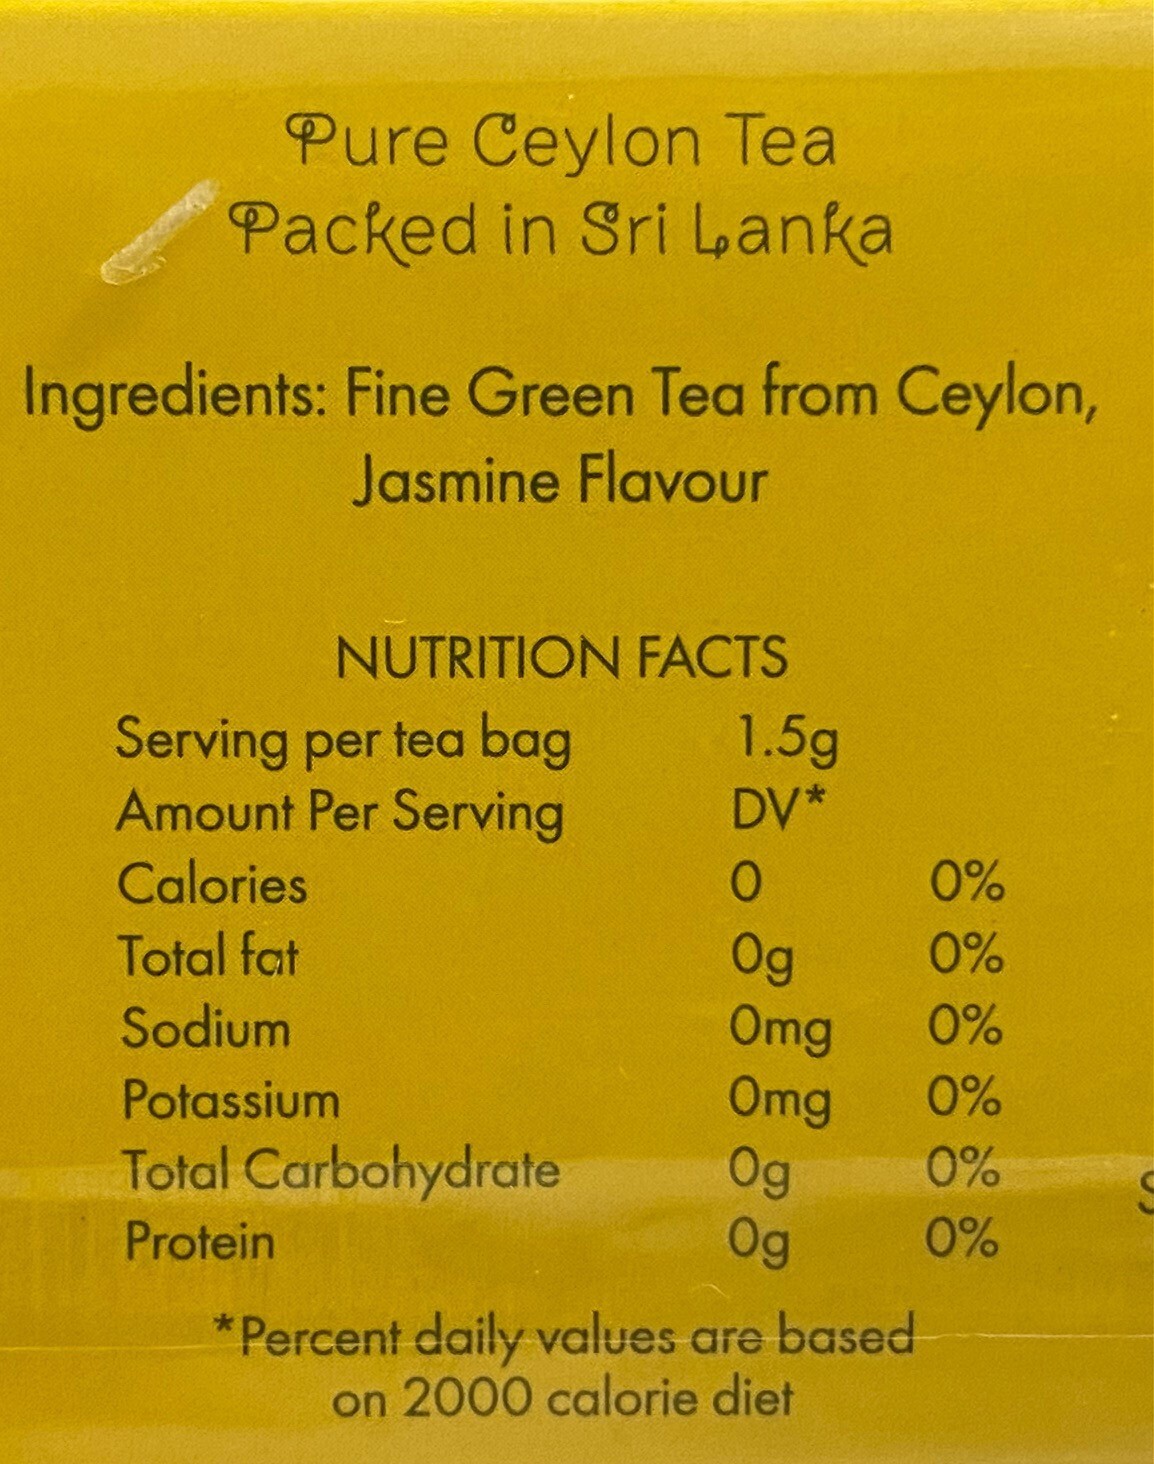 Pure Ceylon Tea
Packed in Sri Lanka
Ingredients: Fine Green Tea from Ceylon,
Jasmine Flavour
NUTRITION FACTS
Serving per tea bag 1.5g
Amount Per Serving DV*
Calories 0 0%
Total fat 0g 0%
Sodium 0mg 0%
Potassium 0mg 0%
Total Carbohydrate 0g 0%
Protein 0g 0%
*Percent daily values are based
on 2000 calorie diet